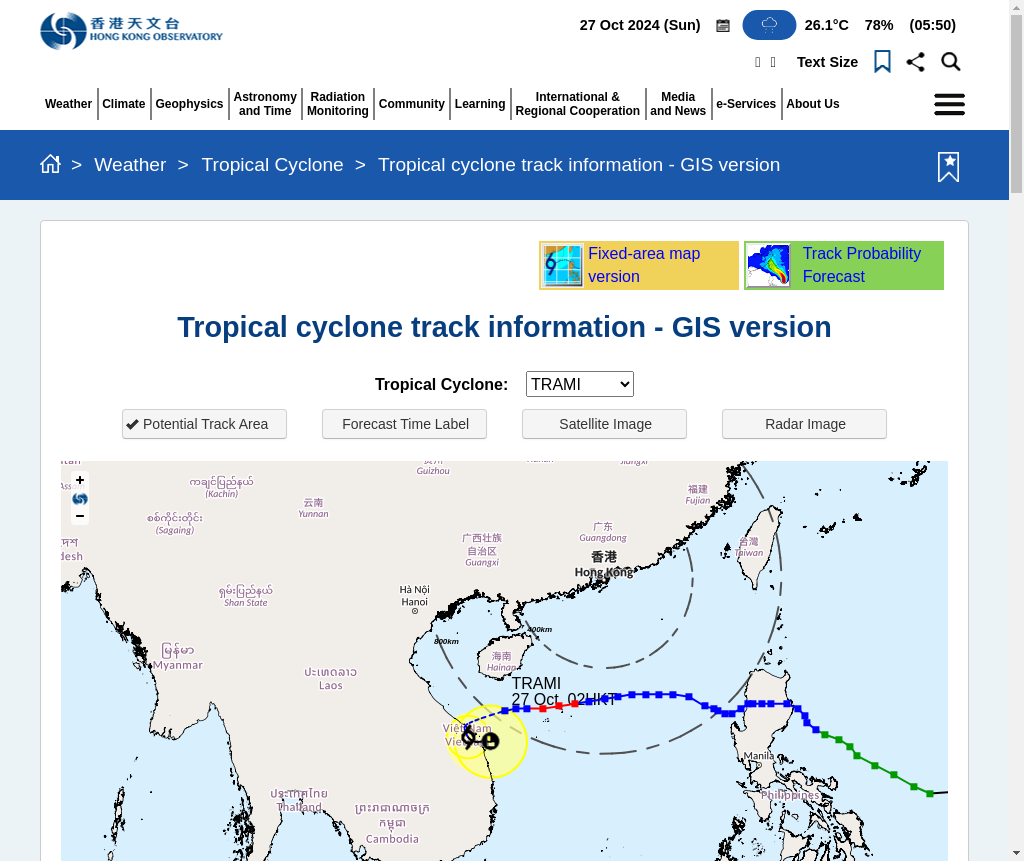 香港天文台
HONG KONG OBSERVATORY
27 Oct 2024 (Sun)
26.1°C 78% (05:50)
Text Size
Weather
Climate
Geophysics
Astronomy and Time
Radiation Monitoring
Community
Learning
International & Regional Cooperation
Media and News
e-Services
About Us
> Weather > Tropical Cyclone > Tropical cyclone track information - GIS version
Fixed-area map
version
Track Probability
Forecast
Tropical cyclone track information - GIS version
Tropical Cyclone: TRAMI
Potential Track Area
Forecast Time Label
Satellite Image
Radar Image
+
−
Guizhou
ကချင်ပြည်နယ်
(Kachin)
စစ်ကိုင်းတိုင်း
(Sagaing)
云南
Yunnan
福建
Fujian
广东
Guangdong
广西壮族
自治区
Guangxi
台灣
Taiwan
香港
Hong Kong
ရှမ်းပြည်နယ်
Shan State
Hà Nội
Hanoi
400km
800km
မြန်မာ
Myanmar
海南
Hainan
ປະເທດລາວ
Laos
TRAMI
27 Oct, 02HKT
Việt Nam
Manila
Philippines
ประเทศไทย
Thailand
ព្រះរាជាណាចក្រ
កម្ពុជា
Cambodia